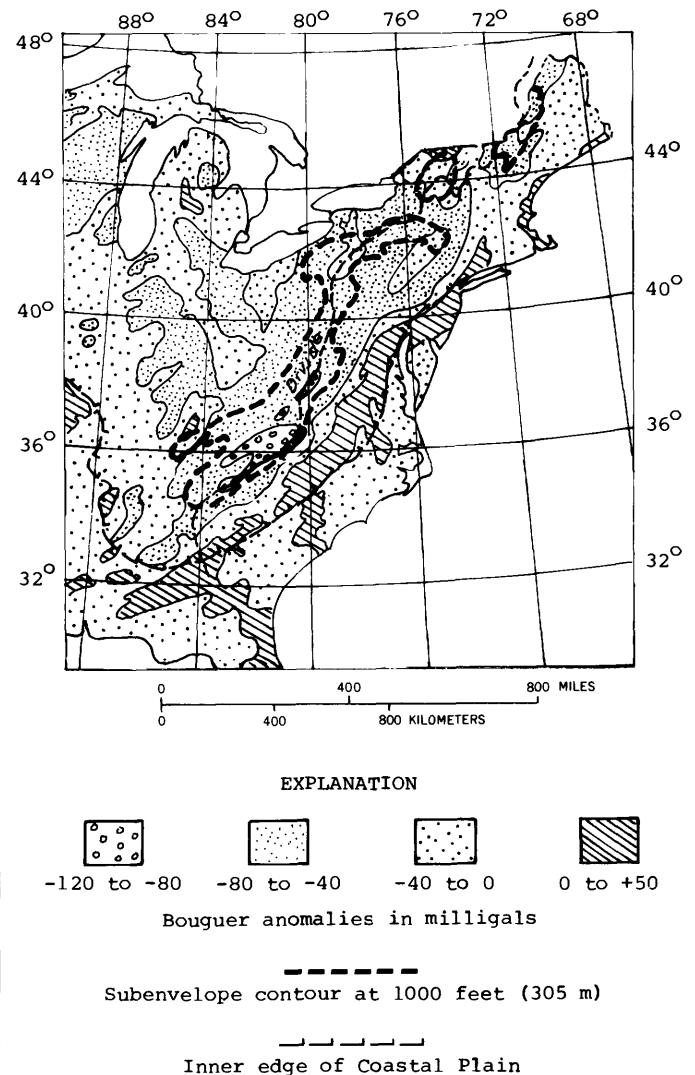 88° 84° 80° 76° 72° 68°
48°
44° 44°
40° 40°
36° 36°
32° 32°
Divide
0 400 800 MILES
0 400 800 KILOMETERS
EXPLANATION
-120 to -80 -80 to -40 -40 to 0 0 to +50
Bouguer anomalies in milligals
Subenvelope contour at 1000 feet (305 m)
Inner edge of Coastal Plain